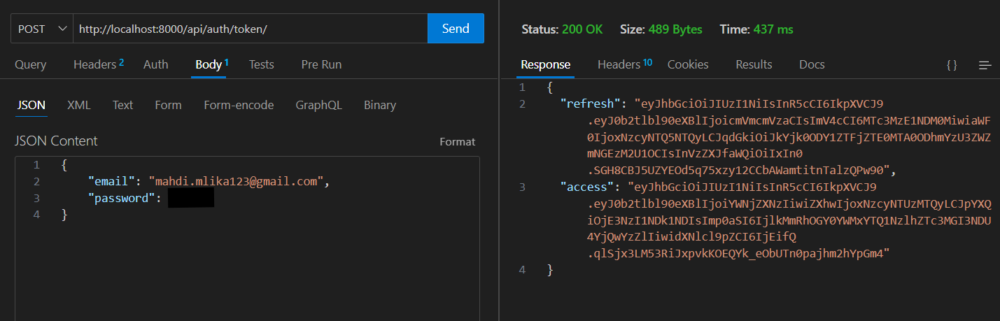 POST http://localhost:8000/api/auth/token/ Send
Query Headers 2 Auth Body 1 Tests Pre Run
JSON XML Text Form Form-encode GraphQL Binary
JSON Content Format
1 {
2 "email": "mahdi.mlika123@gmail.com",
3 "password":
4 }
Status: 200 OK Size: 489 Bytes Time: 437 ms
Response Headers 10 Cookies Results Docs {}
1 {
2 "refresh": "eyJhbGciOiJIUzI1NiIsInR5cCI6IkpXVCJ9
.eyJ0b2tlbl90eXBlIjoicmVmcmVzaCIsImV4cCI6MTc3MzE1NDM0MiwiaWF
0IjoxNzcyNTQ5NTQyLCJqdGkiOiJkYjk0ODY1ZTFjZTE0MTA0ODhmYzU3ZWZ
mNGEzM2U1OCIsInVzZXJfaWQiOiIxIn0
.SGH8CBJ5UZYEOd5q75xzy12CCbAWamtitnTalzQPw90",
3 "access": "eyJhbGciOiJIUzI1NiIsInR5cCI6IkpXVCJ9
.eyJ0b2tlbl90eXBlIjoiYWNjZXNzIiwiZXhwIjoxNzcyNTUzMTQyLCJpYXQ
iOjE3NzI1NDk1NDIsImp0aSI6IjlkMmRhOGY0YWMxYTQ1NzlhZTc3MGI3NDU
4YjQwYzZlIiwidXNlcl9pZCI6IjEifQ
.qlSjx3LM53RiJxpvkKOEQYk_eObUTn0pajhm2hYpGm4"
4 }